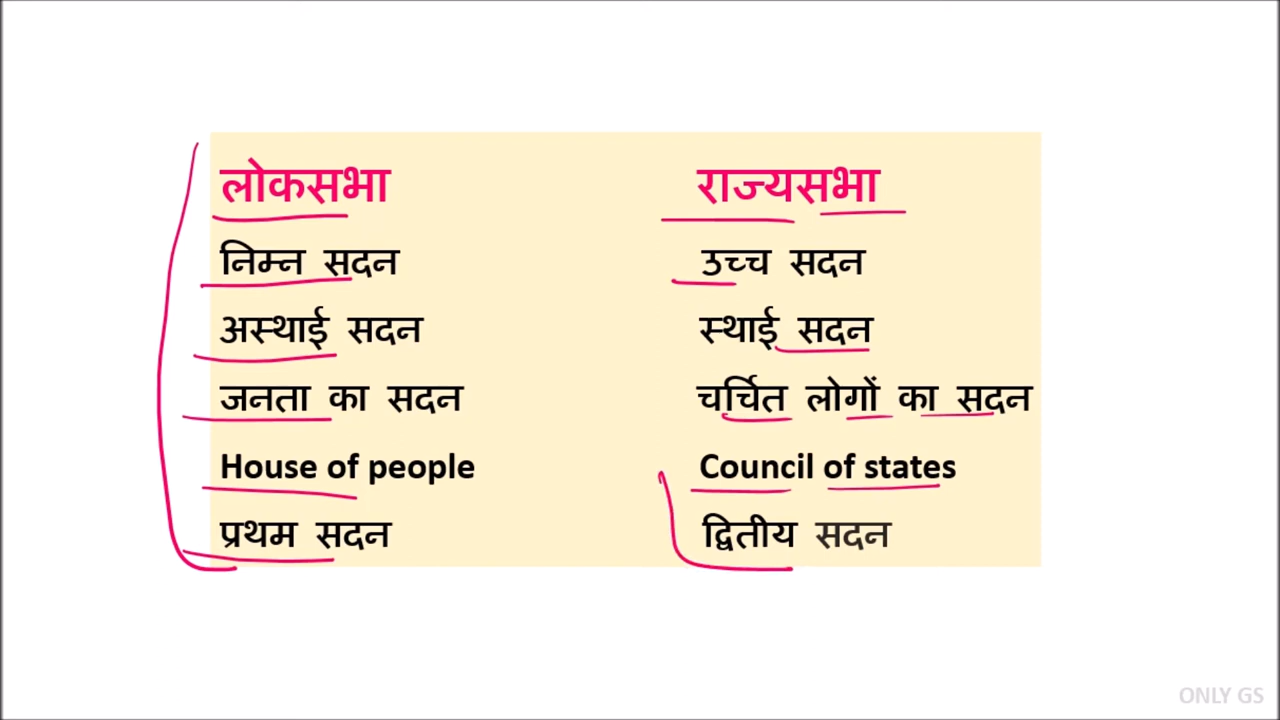 लोकसभा राज्यसभा
निम्न सदन उच्च सदन
अस्थाई सदन स्थाई सदन
जनता का सदन चर्चित लोगों का सदन
House of people Council of states
प्रथम सदन द्वितीय सदन
ONLY GS